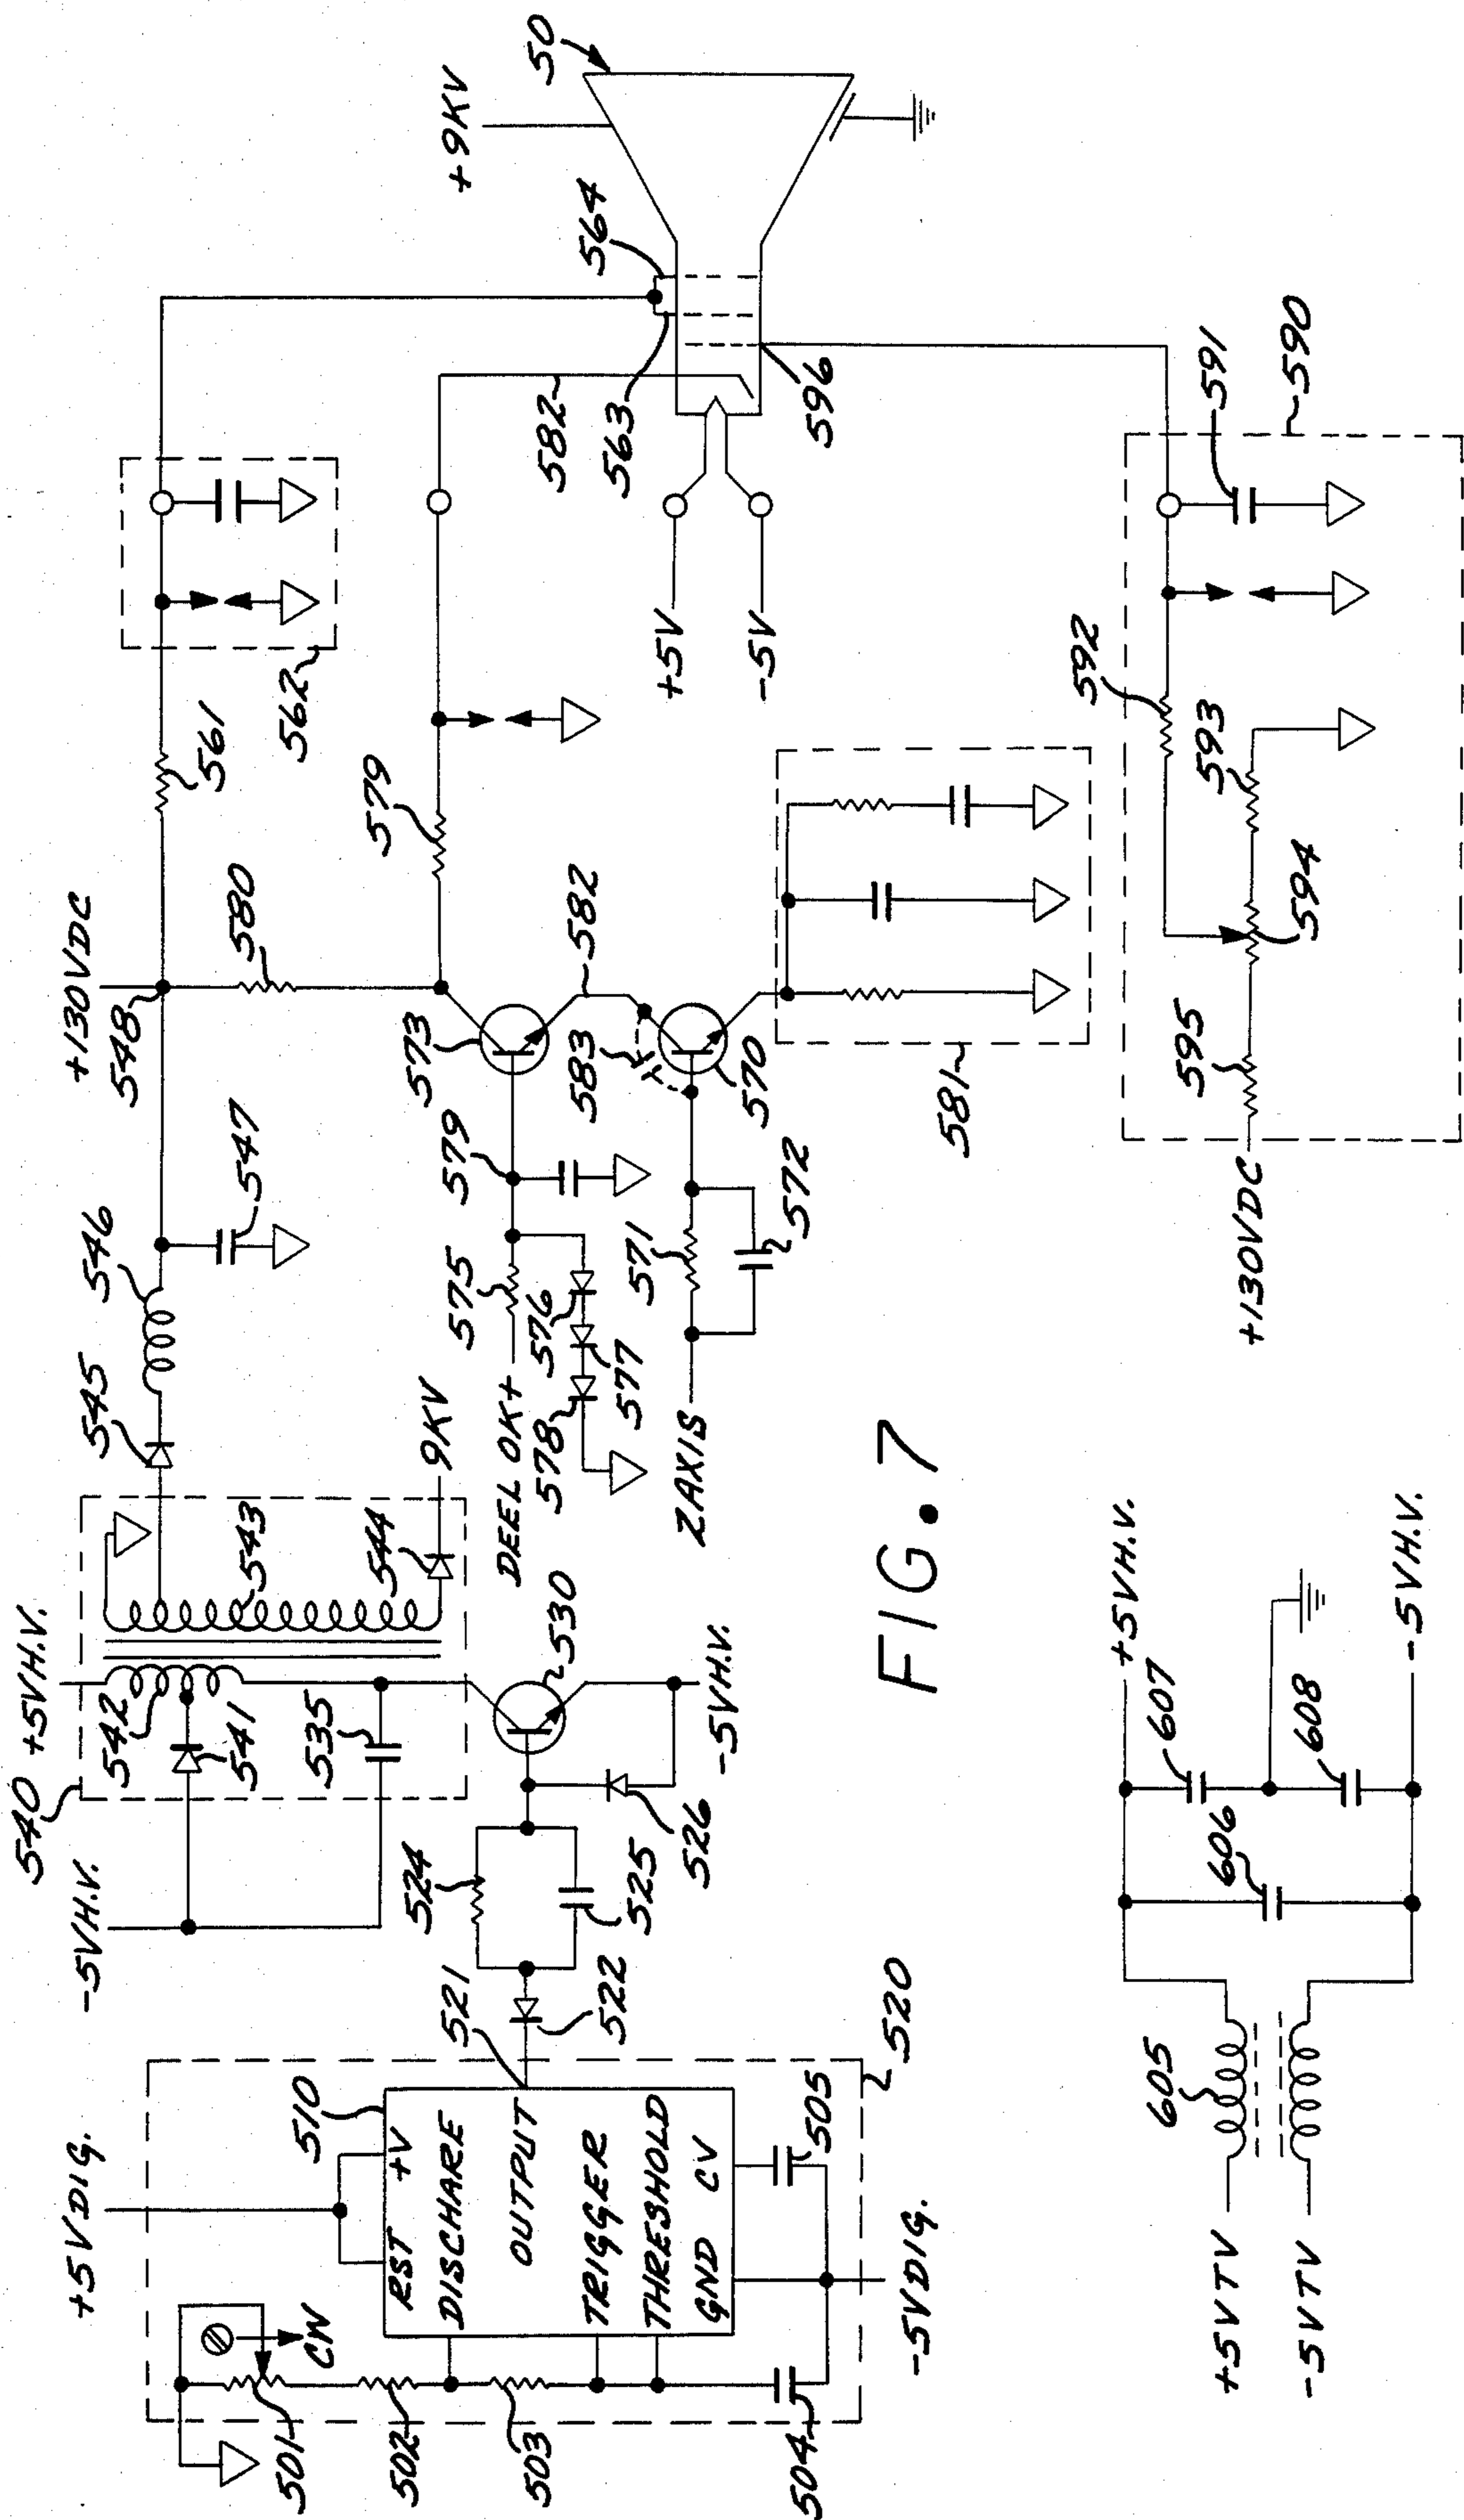 540
+5VH.V.
-5VH.V.
542
541
535
543
544
9KV
545
546
547
+130VDC
548
580
561
562
+9KV
50
564
563
582
596
+5V
-5V
579
573
582
583
570
579
575
DEEL OK+
576
577
578
571
572
ZAXIS
581
530
-5VH.V.
526
524
525
522
521
520
+5VDIG.
510
RST +V
DISCHARE
OUTPUT
TRIGGER
THRESHOLD
GND CV
505
CW
501
502
503
504
-5VDIG.
FIG. 7
590
591
592
593
594
595
+130VDC
+5VTV
-5VTV
605
606
607
608
+5VH.V.
-5VH.V.